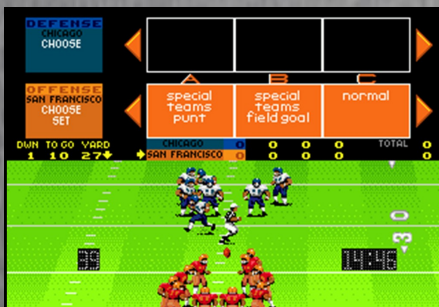 DEFENSE
CHICAGO
CHOOSE
A B C
OFFENSE
SAN FRANCISCO
CHOOSE
SET
special
teams
punt
special
teams
field goal
normal
DWN TO GO YARD
1 10 27
CHICAGO 0 0 0 0 TOTAL 0
SAN FRANCISCO 0 0 0 0 0
39
14:46